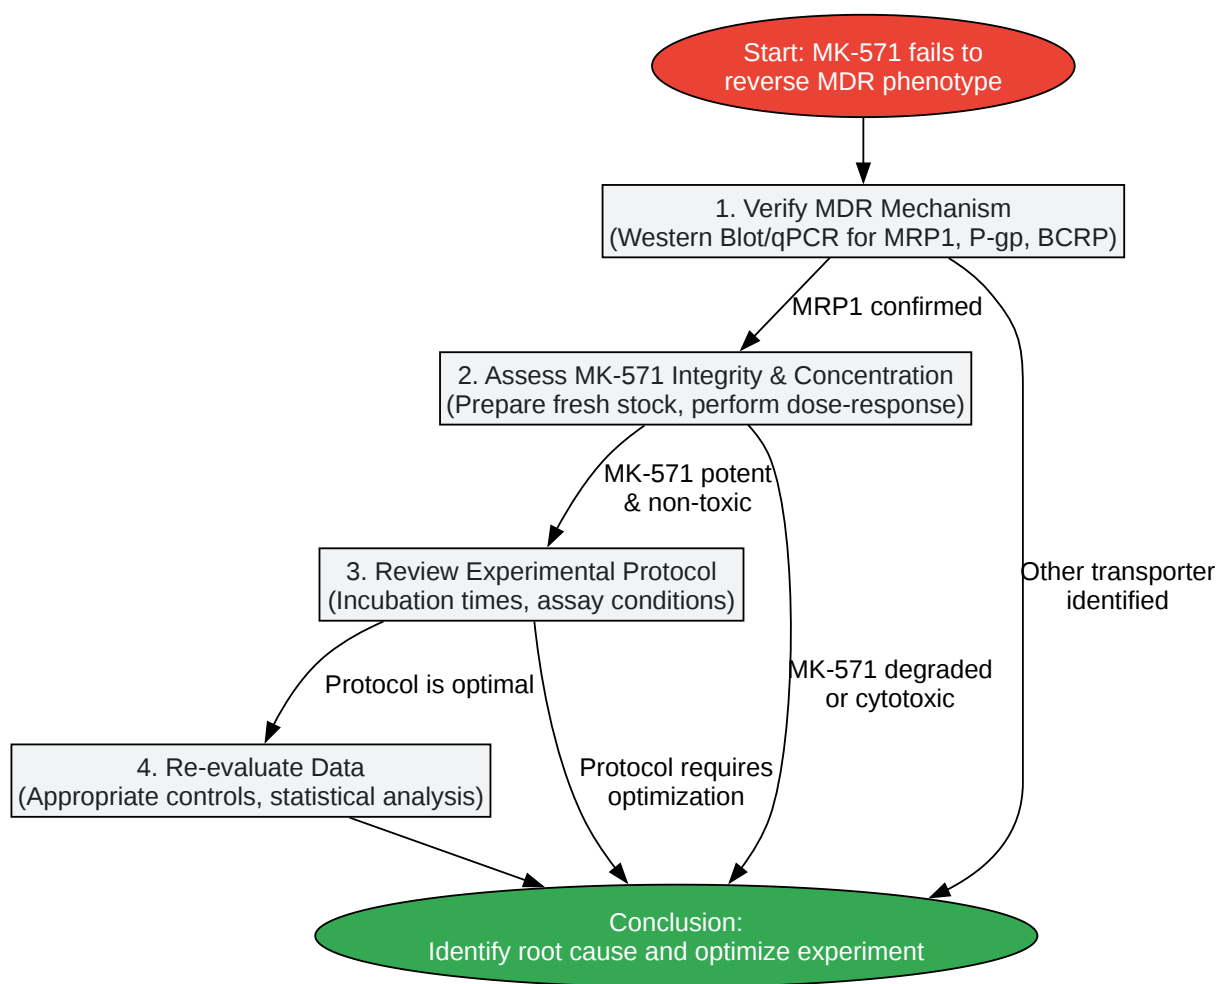 Start: MK-571 fails to
reverse MDR phenotype
1. Verify MDR Mechanism
(Western Blot/qPCR for MRP1, P-gp, BCRP)
MRP1 confirmed
2. Assess MK-571 Integrity & Concentration
(Prepare fresh stock, perform dose-response)
MK-571 potent
& non-toxic
3. Review Experimental Protocol
(Incubation times, assay conditions)
Other transporter
identified
Protocol is optimal
MK-571 degraded
or cytotoxic
4. Re-evaluate Data
(Appropriate controls, statistical analysis)
Protocol requires
optimization
Conclusion:
Identify root cause and optimize experiment